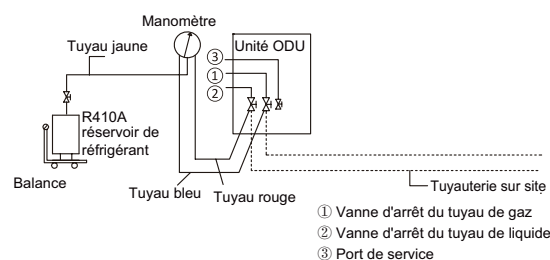 Manomètre
Tuyau jaune
Unité ODU
③
①
②
R410A
réservoir de
réfrigérant
Balance
Tuyau bleu
Tuyau rouge
Tuyauterie sur site
① Vanne d'arrêt du tuyau de gaz
② Vanne d'arrêt du tuyau de liquide
③ Port de service